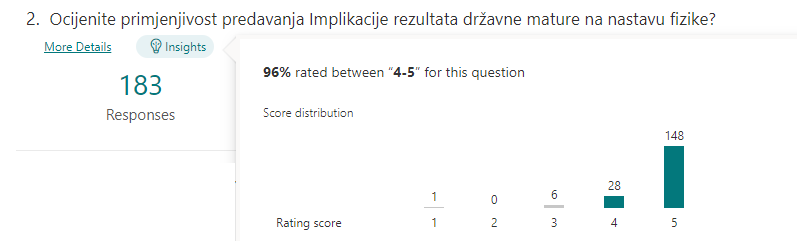 2. Ocijenite primjenjivost predavanja Implikacije rezultata državne mature na nastavu fizike?
More Details
Insights
183
Responses
96% rated between "4-5" for this question
Score distribution
1 0 6 28 148
Rating score 1 2 3 4 5